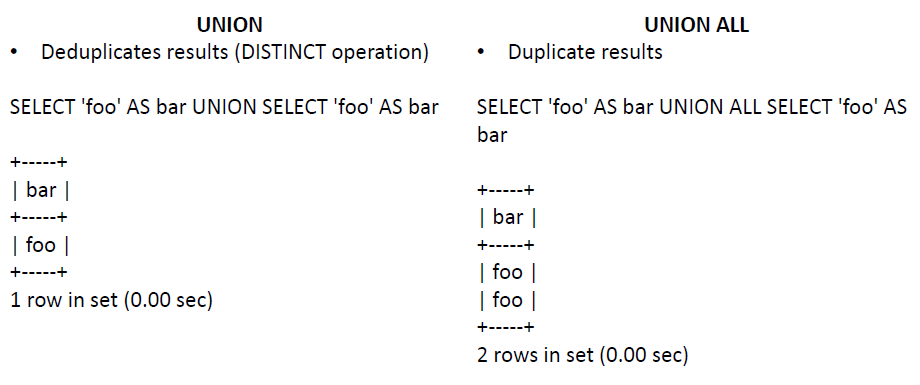 UNION
• Deduplicates results (DISTINCT operation)
SELECT 'foo' AS bar UNION SELECT 'foo' AS bar
+-----+
| bar |
+-----+
| foo |
+-----+
1 row in set (0.00 sec)
UNION ALL
• Duplicate results
SELECT 'foo' AS bar UNION ALL SELECT 'foo' AS
bar
+-----+
| bar |
+-----+
| foo |
| foo |
+-----+
2 rows in set (0.00 sec)